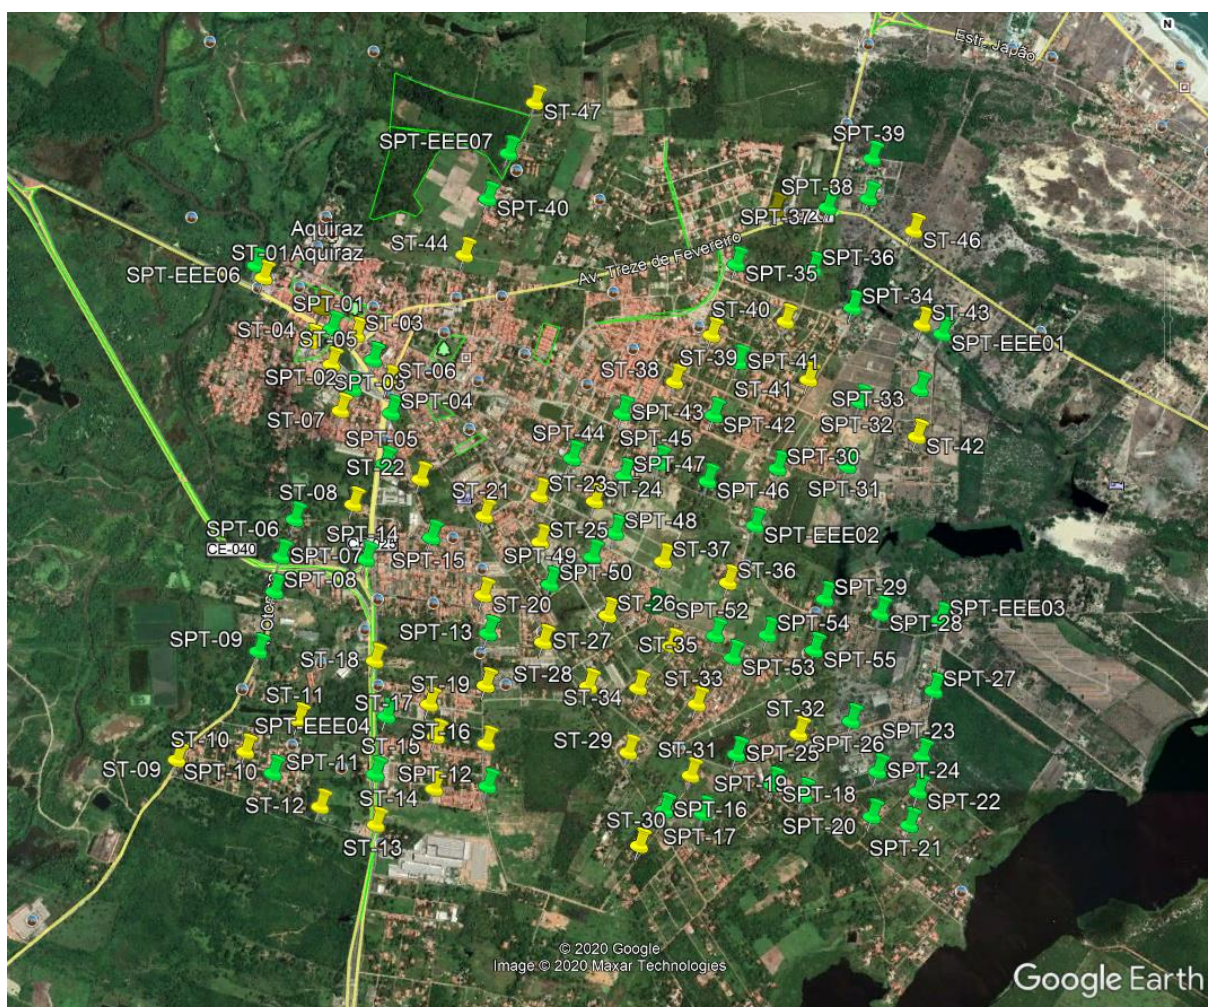 N
Estr. Japão
ST-47
SPT-EEE07
SPT-39
SPT-38
SPT-40
SPT-37
Aquiraz
ST-46
ST-44
Av. Treze de Fevereiro
ST-01
Aquiraz
SPT-36
SPT-EEE06
SPT-35
SPT-34
SPT-01
ST-40
ST-03
ST-43
ST-04
ST-05
SPT-EEE01
ST-39
SPT-41
ST-06
ST-38
SPT-02
SPT-03
ST-41
SPT-33
SPT-04
ST-07
SPT-43
SPT-42
SPT-32
ST-42
SPT-05
SPT-44
SPT-45
SPT-30
ST-22
SPT-47
ST-23
ST-24
SPT-46
SPT-31
ST-08
ST-21
SPT-06
SPT-14
ST-25
SPT-48
SPT-EEE02
CE-040
SPT-07
SPT-15
SPT-49
ST-37
SPT-08
SPT-50
ST-36
SPT-29
ST-20
ST-26
SPT-52
SPT-EEE03
SPT-13
SPT-54
SPT-28
SPT-09
ST-27
ST-35
SPT-53
SPT-55
ST-18
ST-28
ST-33
SPT-27
ST-19
ST-34
ST-11
ST-17
SPT-EEE04
ST-16
ST-32
SPT-23
ST-10
ST-15
ST-29
ST-31
SPT-25
SPT-26
ST-09
SPT-10
SPT-11
SPT-12
SPT-19
SPT-24
ST-12
ST-14
SPT-16
SPT-18
SPT-22
ST-30
SPT-17
SPT-20
ST-13
SPT-21
© 2020 Google
Image © 2020 Maxar Technologies
Google Earth